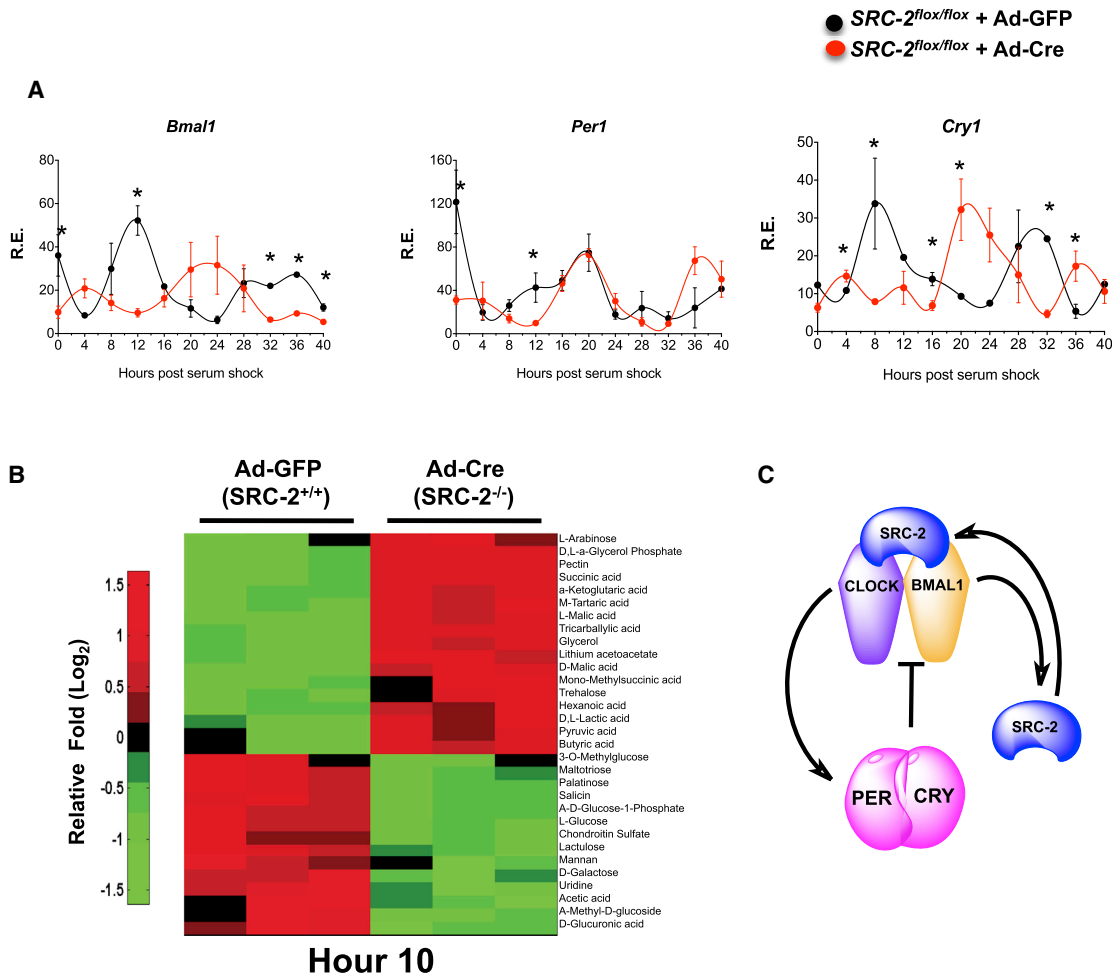 SRC-2flox/flox + Ad-GFP
SRC-2flox/flox + Ad-Cre
A
Bmal1
80
60
40
20
0
R.E.
* * * * *
0 4 8 12 16 20 24 28 32 36 40
Hours post serum shock
Per1
160
120
80
40
0
R.E.
* *
0 4 8 12 16 20 24 28 32 36 40
Hours post serum shock
Cry1
50
40
30
20
10
0
R.E.
* * * * * *
0 4 8 12 16 20 24 28 32 36 40
Hours post serum shock
B
Ad-GFP
(SRC-2+/+)
Ad-Cre
(SRC-2-/-)
Relative Fold (Log2)
1.5
1
0.5
0
-0.5
-1
-1.5
L-Arabinose
D,L-a-Glycerol Phosphate
Pectin
Succinic acid
a-Ketoglutaric acid
M-Tartaric acid
L-Malic acid
Tricarballylic acid
Glycerol
Lithium acetoacetate
D-Malic acid
Mono-Methylsuccinic acid
Trehalose
Hexanoic acid
D,L-Lactic acid
Pyruvic acid
Butyric acid
3-O-Methylglucose
Maltotriose
Palatinose
Salicin
A-D-Glucose-1-Phosphate
L-Glucose
Chondroitin Sulfate
Lactulose
Mannan
D-Galactose
Uridine
Acetic acid
A-Methyl-D-glucoside
D-Glucuronic acid
Hour 10
C
SRC-2
CLOCK
BMAL1
SRC-2
PER
CRY